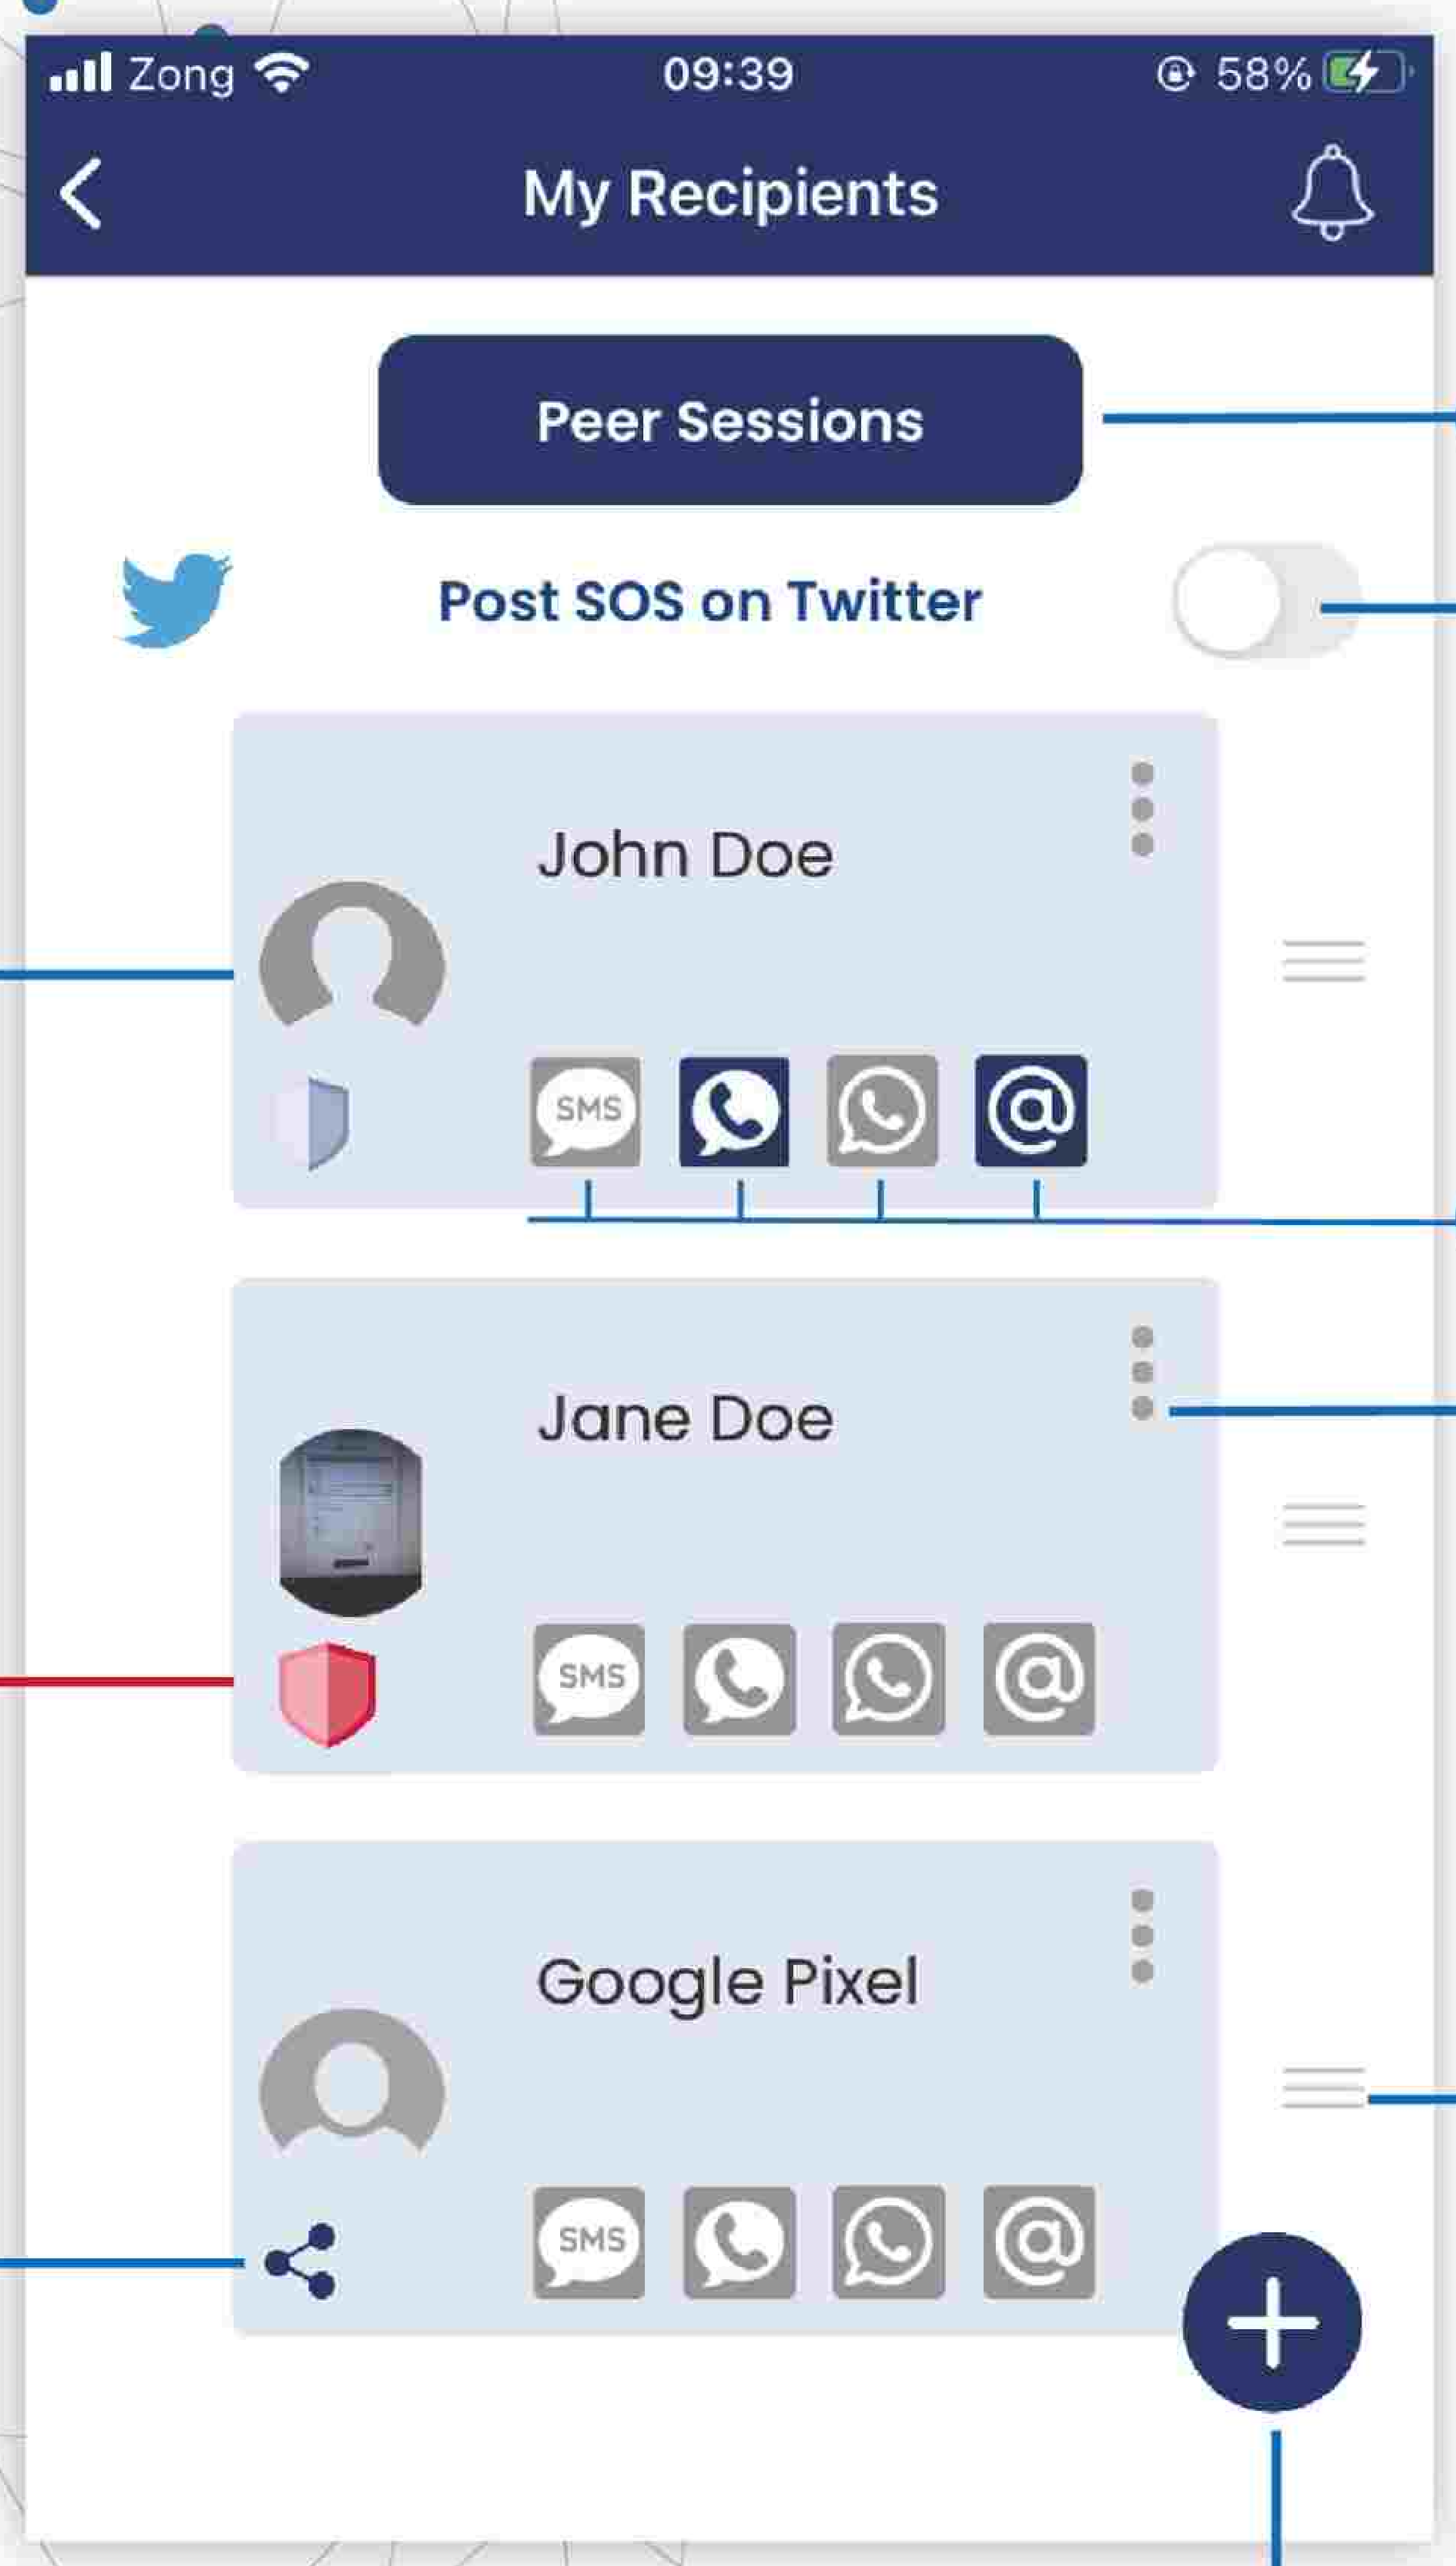 Zong 09:39 58%
My Recipients
Peer Sessions
Post SOS on Twitter
John Doe
SMS
Jane Doe
SMS
Google Pixel
SMS